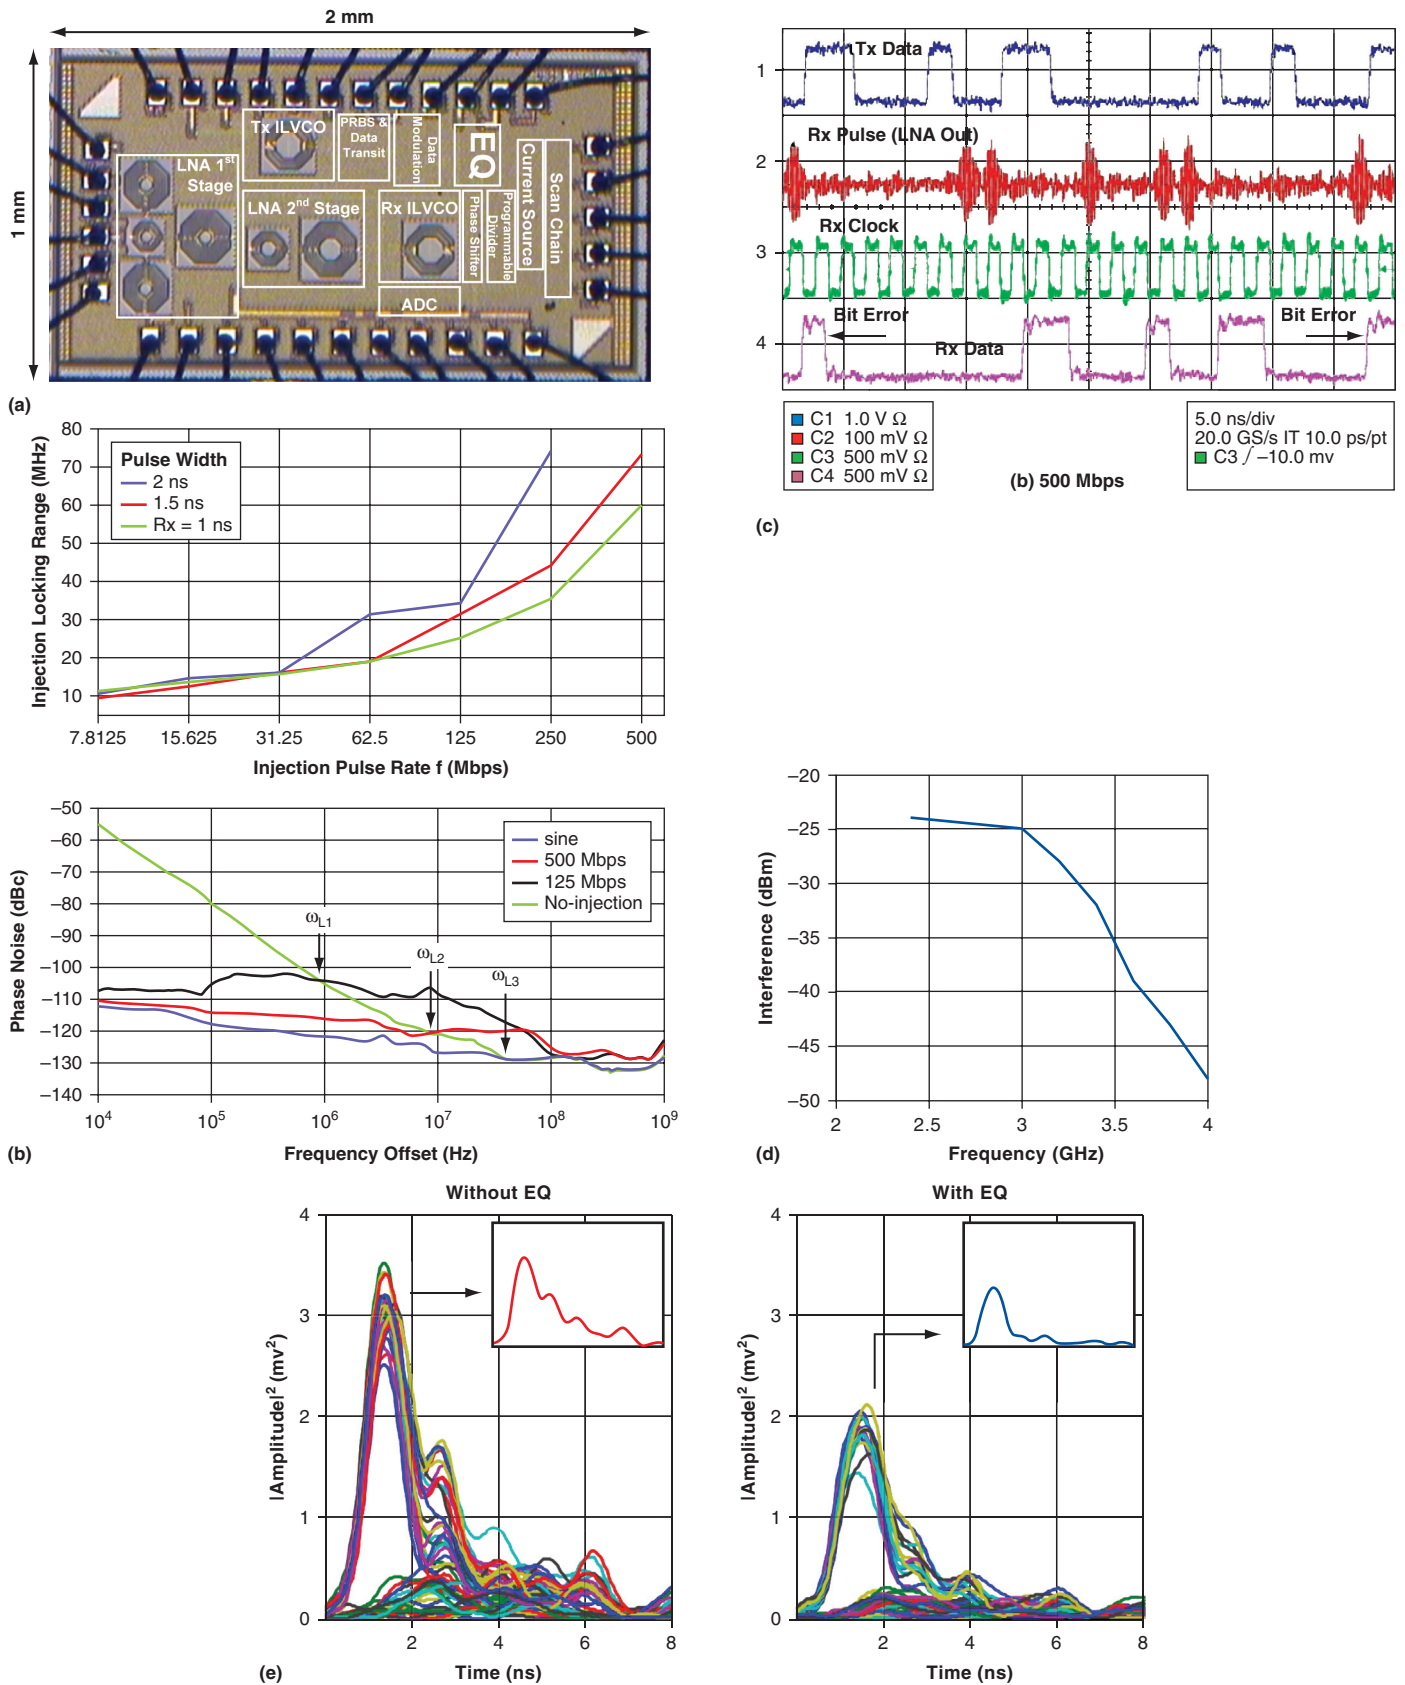 2 mm
1 mm
Tx ILVCO
PRBS &
Data
Transit
Data
Modulation
EQ
Current Source
Scan Chain
LNA 1st
Stage
LNA 2nd Stage
Rx ILVCO
Phase Shifter
Programmable
Divider
ADC
(a)
Tx Data
Rx Pulse (LNA Out)
Rx Clock
Bit Error
Bit Error
Rx Data
1
2
3
4
C1 1.0 V Ω
C2 100 mV Ω
C3 500 mV Ω
C4 500 mV Ω
(b) 500 Mbps
5.0 ns/div
20.0 GS/s IT 10.0 ps/pt
C3 ∫ –10.0 mv
(c)
Injection Locking Range (MHz)
80
70
60
50
40
30
20
10
Pulse Width
2 ns
1.5 ns
Rx = 1 ns
7.8125 15.625 31.25 62.5 125 250 500
Injection Pulse Rate f (Mbps)
Phase Noise (dBc)
–50
–60
–70
–80
–90
–100
–110
–120
–130
–140
sine
500 Mbps
125 Mbps
No-injection
ωL1
ωL2
ωL3
10^4 10^5 10^6 10^7 10^8 10^9
Frequency Offset (Hz)
(b)
Interference (dBm)
–20
–25
–30
–35
–40
–45
–50
2 2.5 3 3.5 4
Frequency (GHz)
(d)
Without EQ
|Amplitude|² (mv²)
4
3
2
1
0
2 4 6 8
Time (ns)
(e)
With EQ
|Amplitude|² (mv²)
4
3
2
1
0
2 4 6 8
Time (ns)